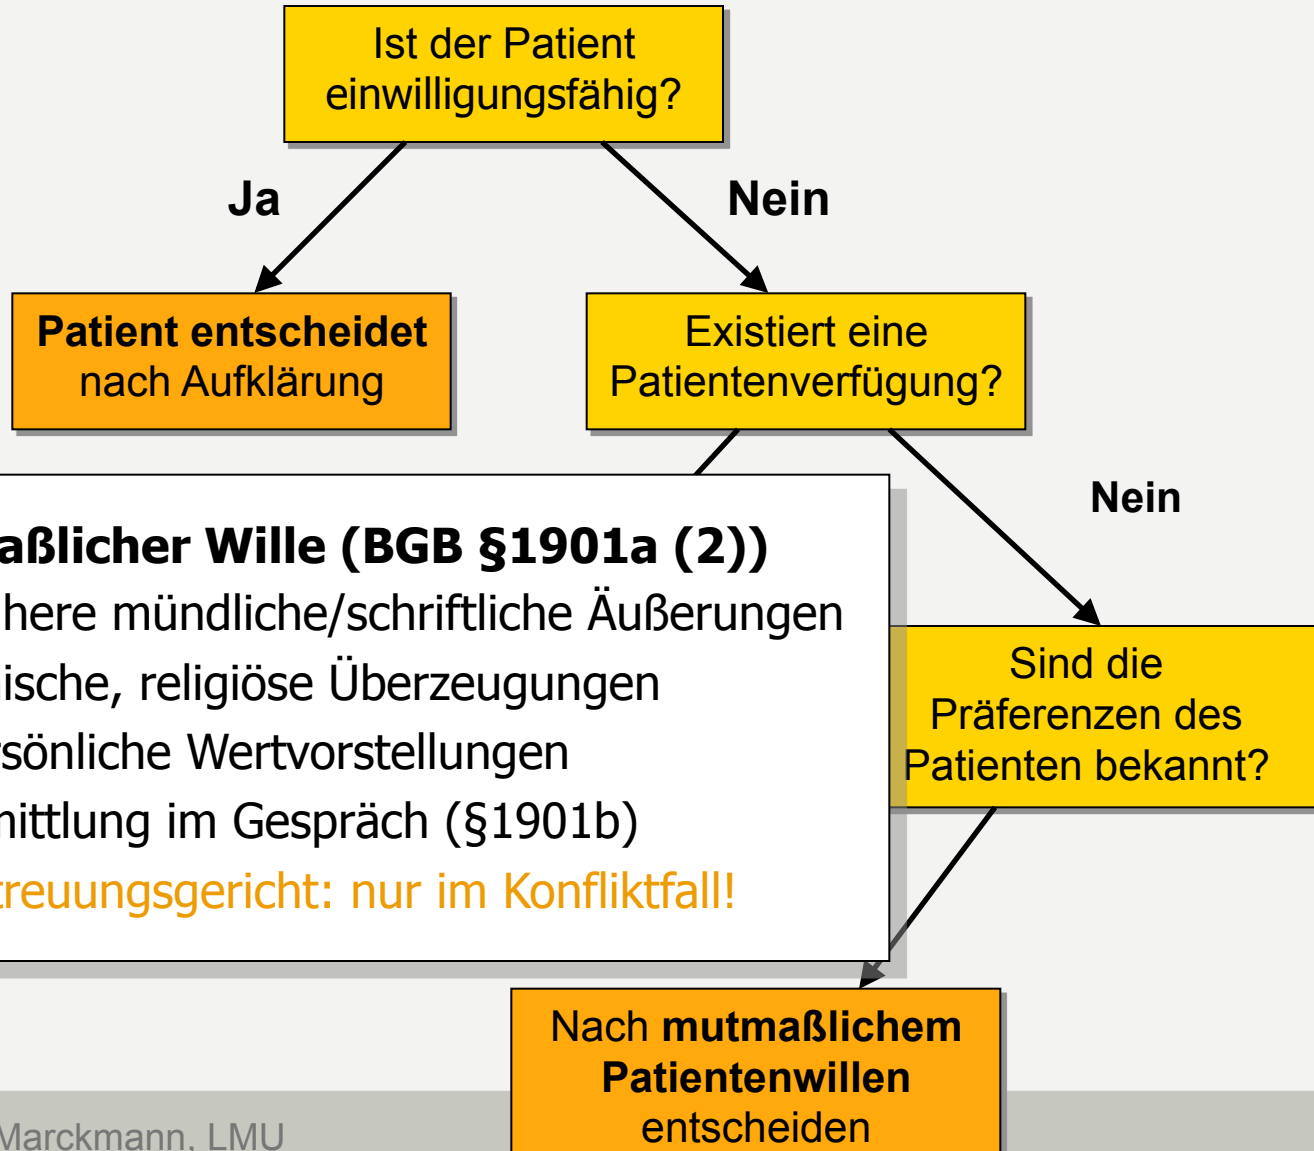 Ist der Patient
einwilligungsfähig?
Ja
Nein
Patient entscheidet
nach Aufklärung
Existiert eine
Patientenverfügung?
Nein
aßlicher Wille (BGB §1901a (2))
here mündliche/schriftliche Äußerungen
ische, religiöse Überzeugungen
rsönliche Wertvorstellungen
mittlung im Gespräch (§1901b)
treuungsgericht: nur im Konfliktfall!
Sind die
Präferenzen des
Patienten bekannt?
Nach mutmaßlichem
Patientenwillen
entscheiden
Marckmann, LMU